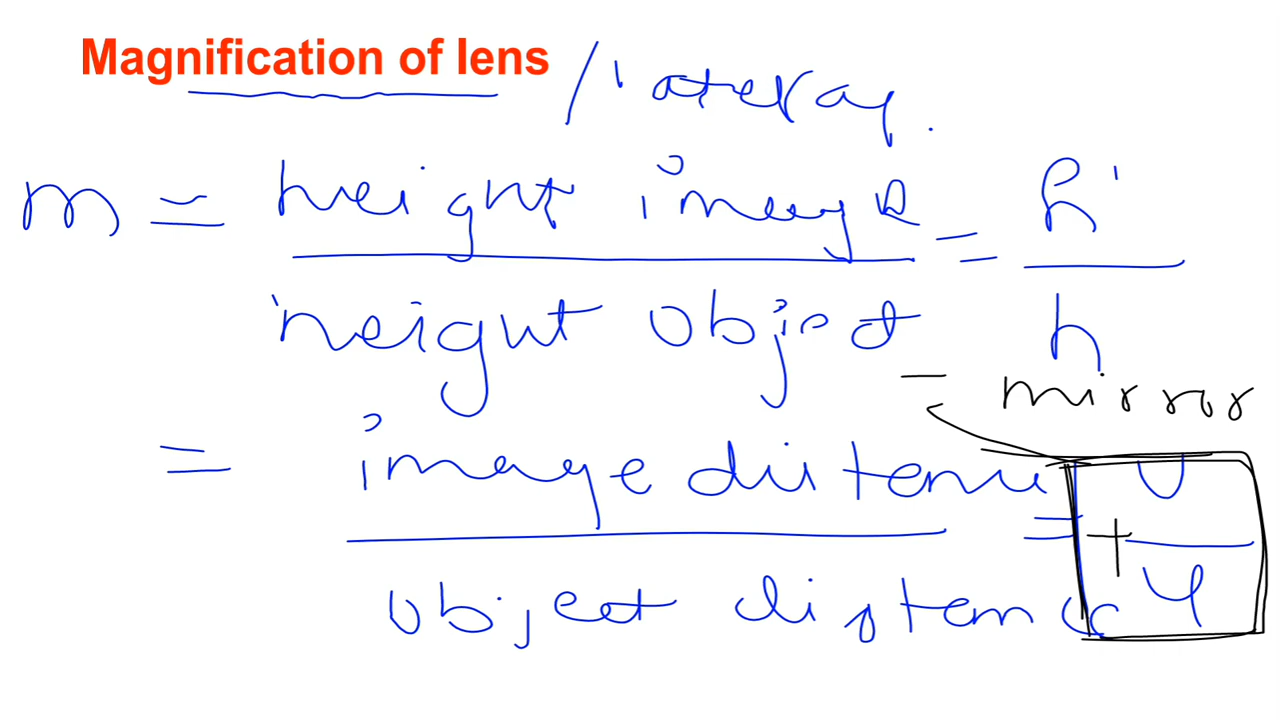 Magnification of lens / lateral.
m = height image / height object = h' / h
- mirror
= image distance / object distance = + v / u